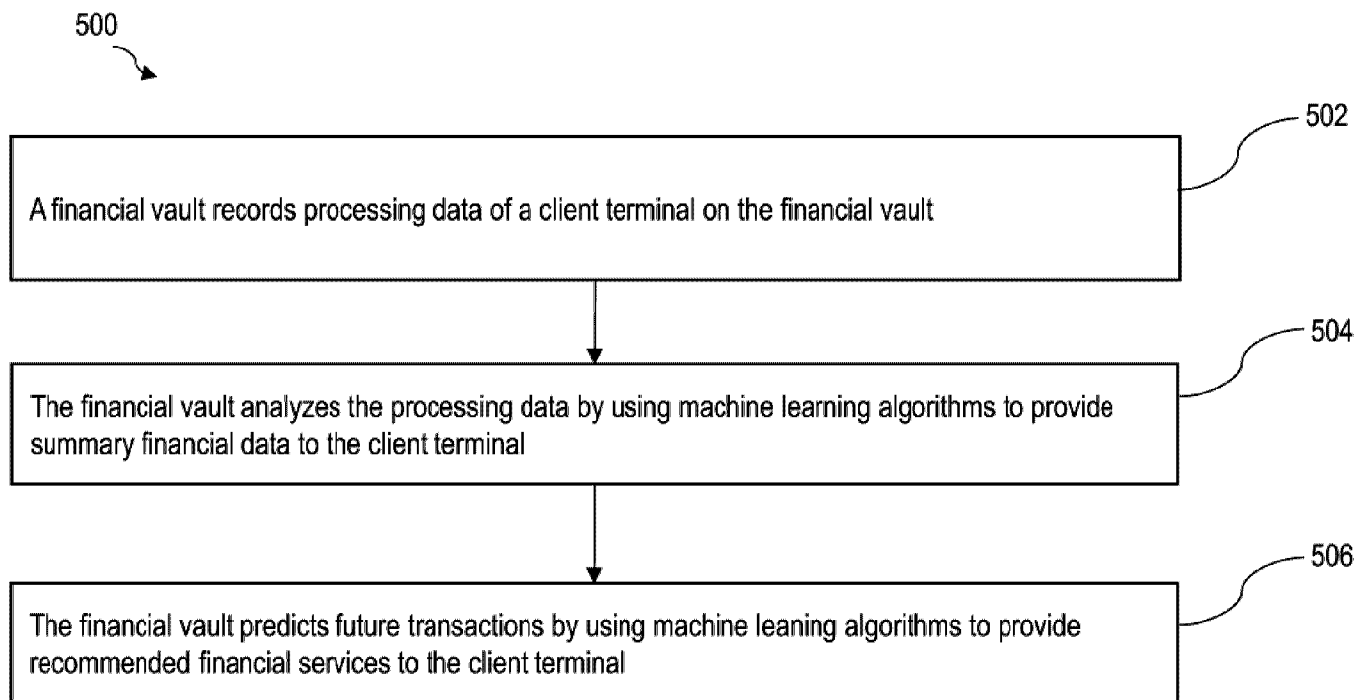 500
502
A financial vault records processing data of a client terminal on the financial vault
504
The financial vault analyzes the processing data by using machine learning algorithms to provide
summary financial data to the client terminal
506
The financial vault predicts future transactions by using machine leaning algorithms to provide
recommended financial services to the client terminal